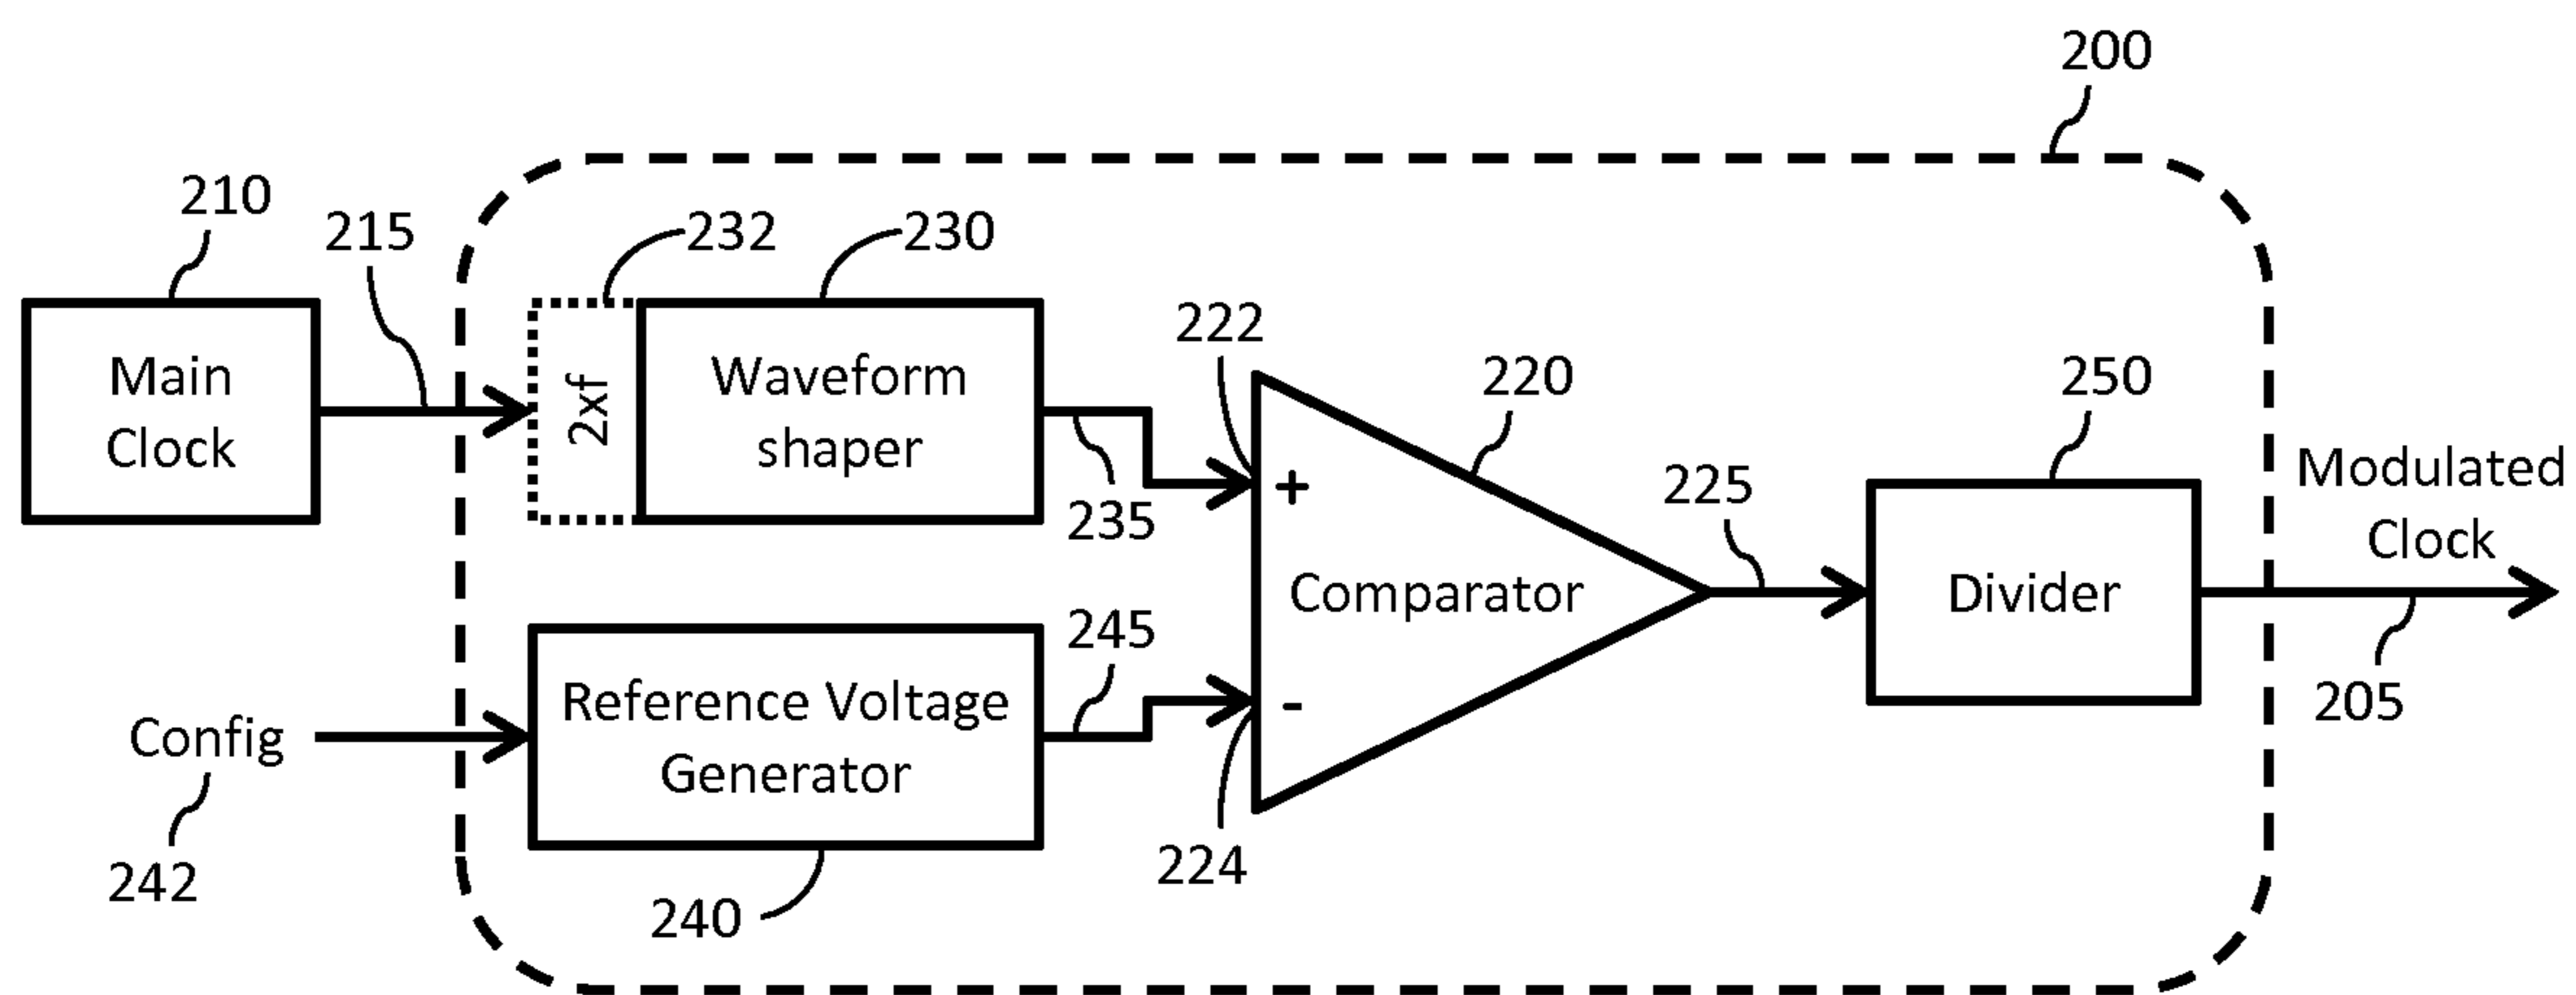 200
210
215
232
230
Main
Clock
2xf
Waveform
shaper
235
222
+
220
Comparator
225
250
Divider
Modulated
Clock
205
Config
242
Reference Voltage
Generator
240
245
-
224